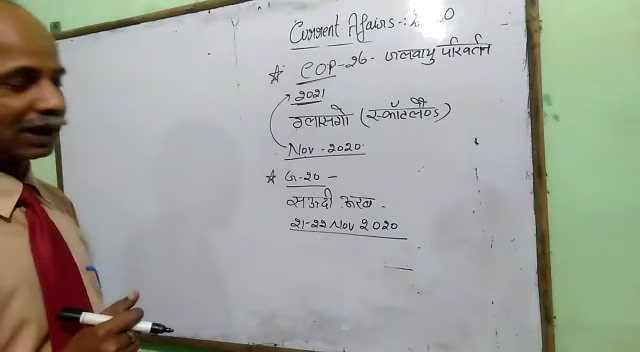 Current Affairs -:
☆ COP-26- जलवायु परिवर्तन
2021
ग्लासगो (स्कॉटलैण्ड)
Nov - 2020
☆ G-20 -
सऊदी अरब -
21-22 Nov 2020